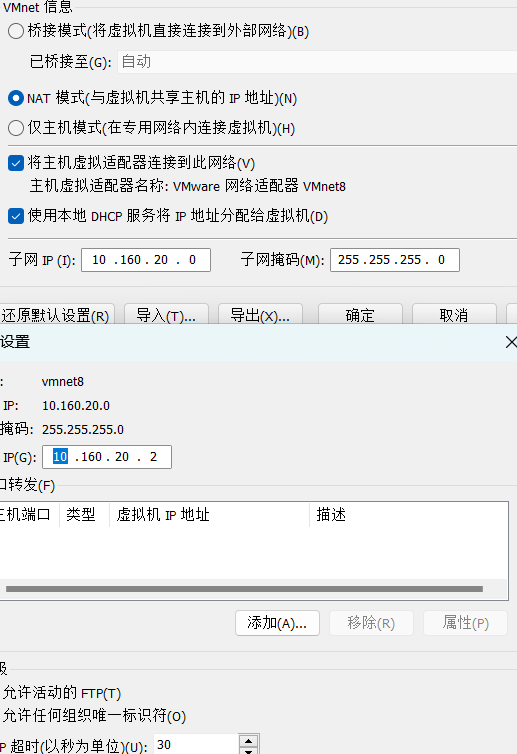 VMnet 信息
桥接模式(将虚拟机直接连接到外部网络)(B)
已桥接至(G): 自动
NAT 模式(与虚拟机共享主机的 IP 地址)(N)
仅主机模式(在专用网络内连接虚拟机)(H)
将主机虚拟适配器连接到此网络(V)
主机虚拟适配器名称: VMware 网络适配器 VMnet8
使用本地 DHCP 服务将 IP 地址分配给虚拟机(D)
子网 IP (I): 10 .160 . 20 . 0 子网掩码(M): 255 . 255 . 255 . 0
还原默认设置(R) 导入(T)... 导出(X)... 确定 取消
设置
: vmnet8
IP: 10.160.20.0
掩码: 255.255.255.0
IP(G): 10 .160 . 20 . 2
口转发(F)
主机端口 类型 虚拟机 IP 地址 描述
添加(A)... 移除(R) 属性(P)
级
允许活动的 FTP(T)
允许任何组织唯一标识符(O)
P 超时(以秒为单位)(U): 30